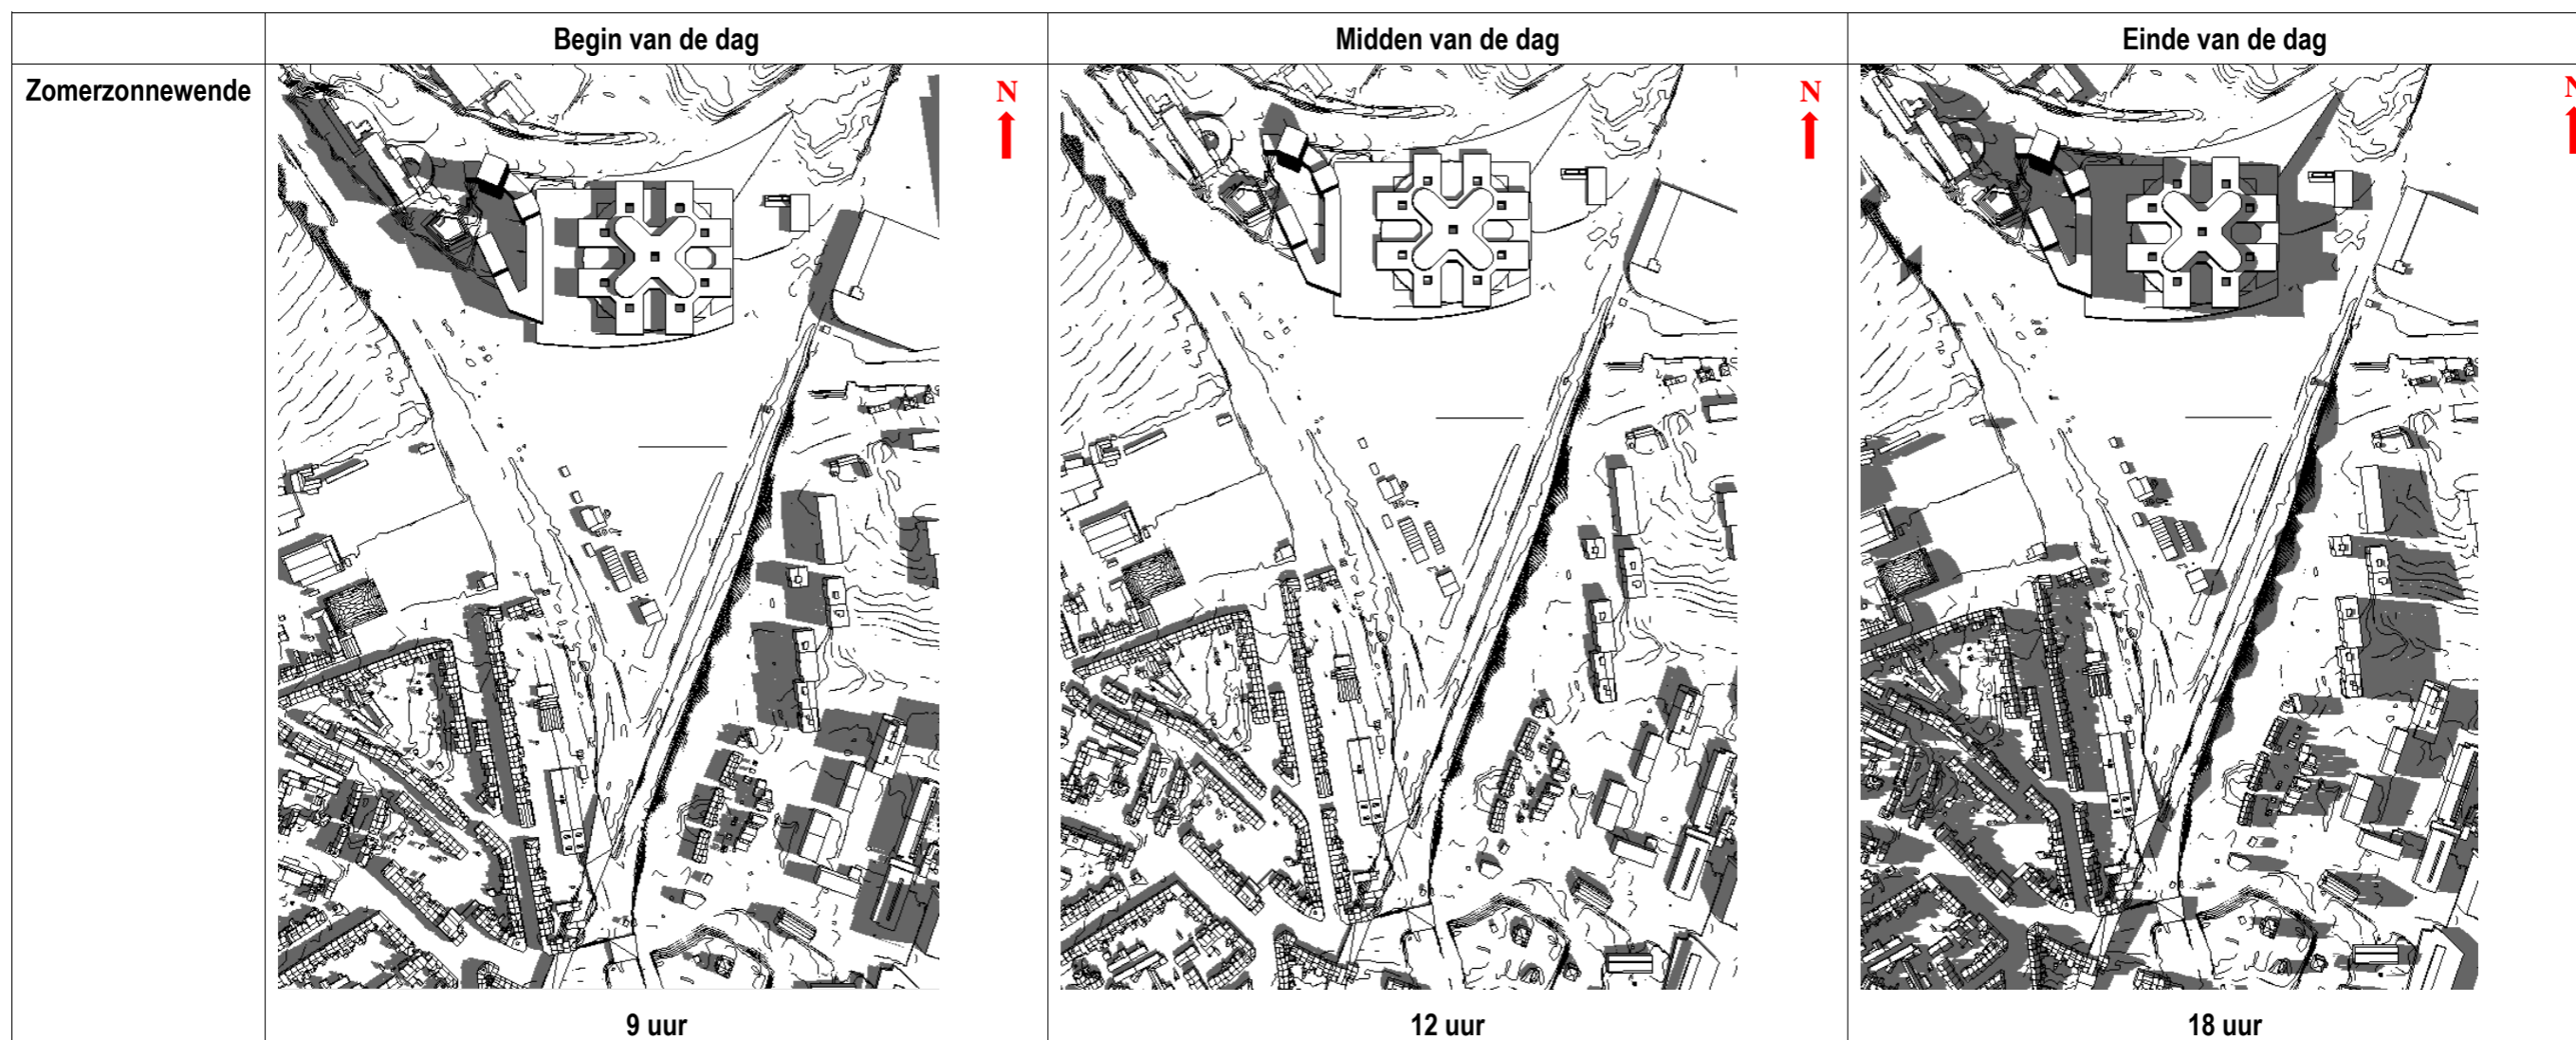 Begin van de dag
Midden van de dag
Einde van de dag
Zomerzonnewende
N
N
N
9 uur
12 uur
18 uur